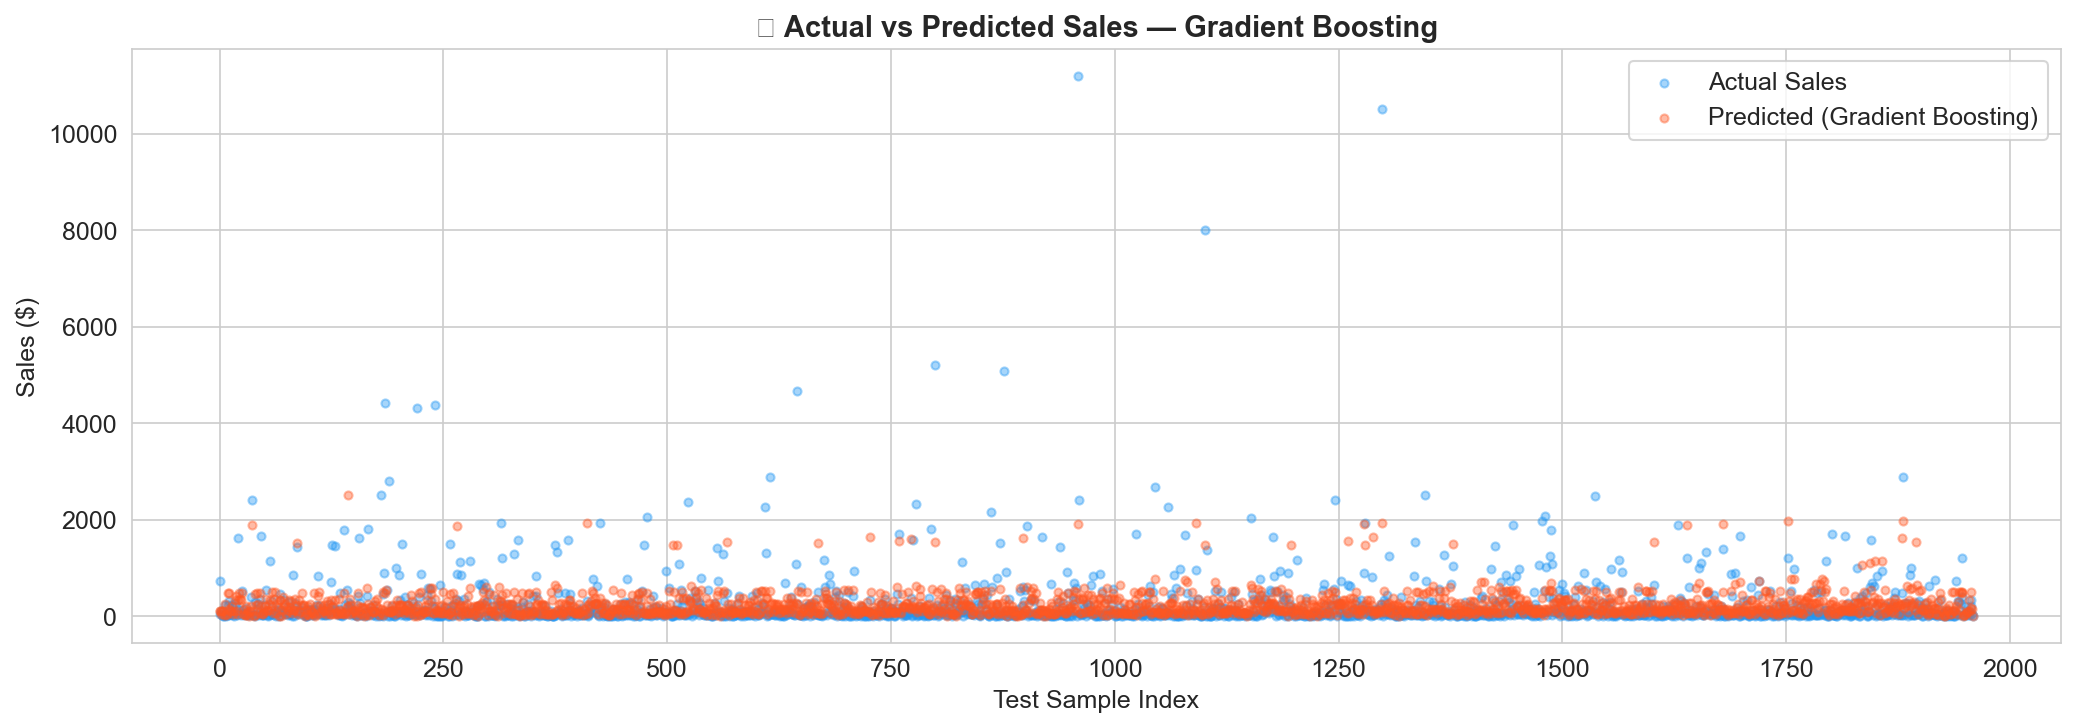 Actual vs Predicted Sales — Gradient Boosting
Actual Sales
Predicted (Gradient Boosting)
Sales ($)
10000
8000
6000
4000
2000
0
0 250 500 750 1000 1250 1500 1750 2000
Test Sample Index